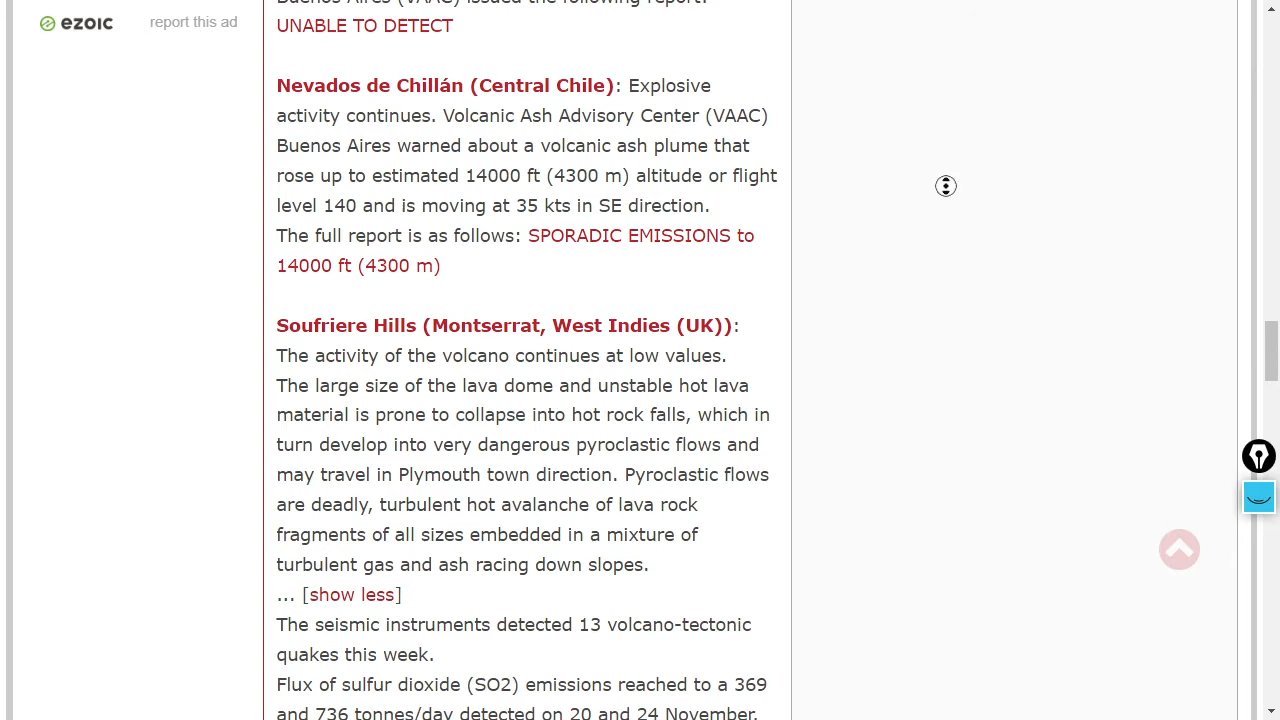 ezoic
report this ad
Buenos Aires (VAAC) issued the following report:
UNABLE TO DETECT
Nevados de Chillán (Central Chile): Explosive
activity continues. Volcanic Ash Advisory Center (VAAC)
Buenos Aires warned about a volcanic ash plume that
rose up to estimated 14000 ft (4300 m) altitude or flight
level 140 and is moving at 35 kts in SE direction.
The full report is as follows: SPORADIC EMISSIONS to
14000 ft (4300 m)
Soufriere Hills (Montserrat, West Indies (UK)):
The activity of the volcano continues at low values.
The large size of the lava dome and unstable hot lava
material is prone to collapse into hot rock falls, which in
turn develop into very dangerous pyroclastic flows and
may travel in Plymouth town direction. Pyroclastic flows
are deadly, turbulent hot avalanche of lava rock
fragments of all sizes embedded in a mixture of
turbulent gas and ash racing down slopes.
... [show less]
The seismic instruments detected 13 volcano-tectonic
quakes this week.
Flux of sulfur dioxide (SO2) emissions reached to a 369
and 736 tonnes/day detected on 20 and 24 November,